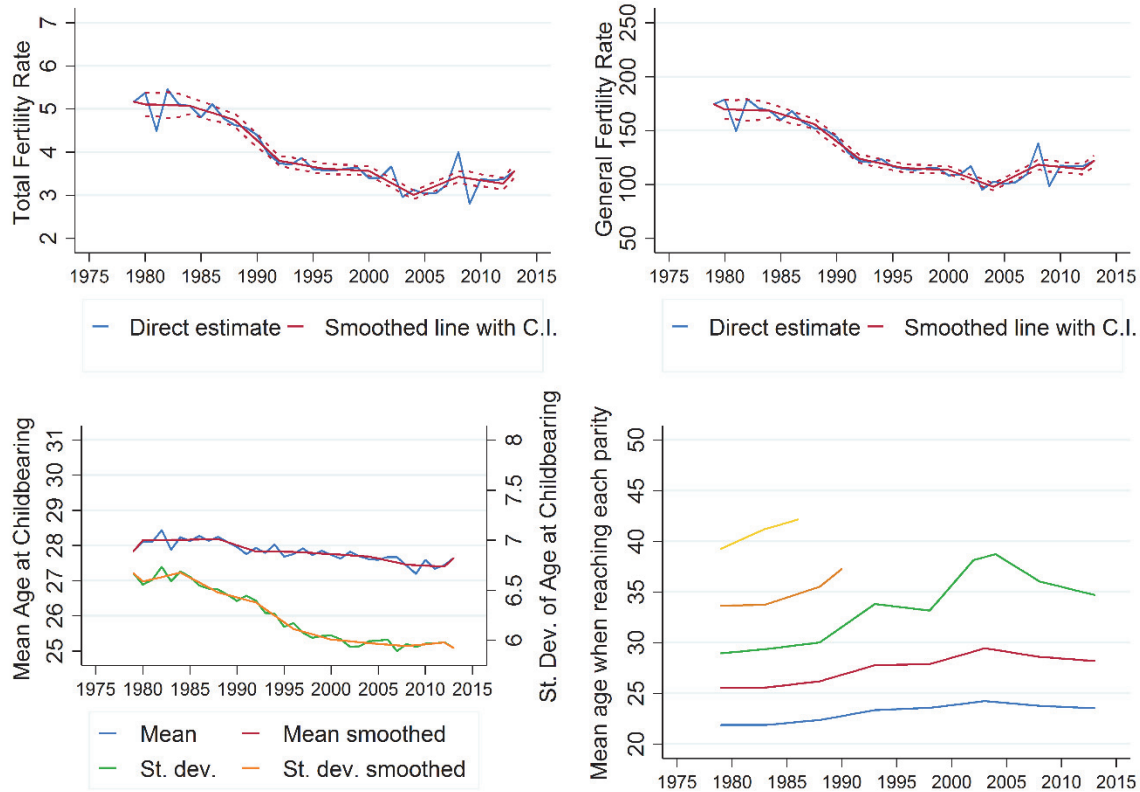 Total Fertility Rate
7
6
5
4
3
2
1975 1980 1985 1990 1995 2000 2005 2010 2015
Direct estimate Smoothed line with C.I.
General Fertility Rate
250
200
150
100
50
1975 1980 1985 1990 1995 2000 2005 2010 2015
Direct estimate Smoothed line with C.I.
Mean Age at Childbearing
31
30
29
28
27
26
25
St. Dev. of Age at Childbearing
8
7.5
7
6.5
6
1975 1980 1985 1990 1995 2000 2005 2010 2015
Mean Mean smoothed
St. dev. St. dev. smoothed
Mean age when reaching each parity
50
45
40
35
30
25
20
1975 1980 1985 1990 1995 2000 2005 2010 2015